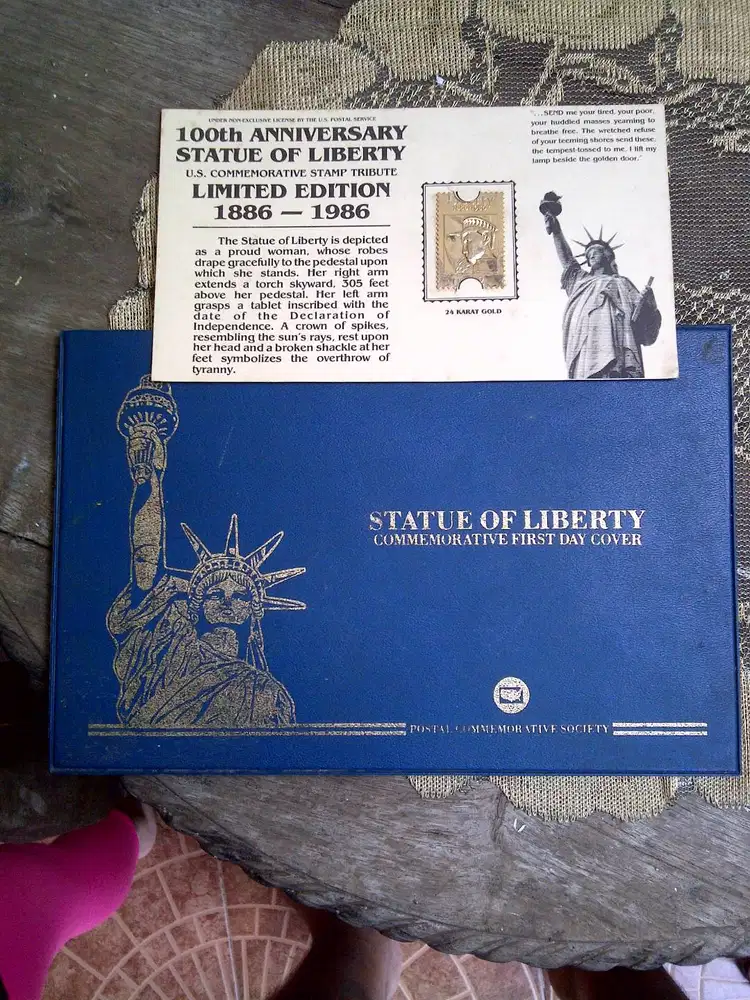 UNDER NON-EXCLUSIVE LICENSE BY THE U.S. POSTAL SERVICE
100th ANNIVERSARY
STATUE OF LIBERTY
U.S. COMMEMORATIVE STAMP TRIBUTE
LIMITED EDITION
1886 — 1986
The Statue of Liberty is depicted
as a proud woman, whose robes
drape gracefully to the pedestal upon
which she stands. Her right arm
extends a torch skyward, 305 feet
above her pedestal. Her left arm
grasps a tablet inscribed with the
date of the Declaration of
Independence. A crown of spikes,
resembling the sun's rays, rest upon
her head and a broken shackle at her
feet symbolizes the overthrow of
tyranny.
24 KARAT GOLD
"...SEND me your tired, your poor,
your huddled masses yearning to
breathe free. The wretched refuse
of your teeming shores send these,
the tempest-tossed to me, I lift my
lamp beside the golden door."
STATUE OF LIBERTY
COMMEMORATIVE FIRST DAY COVER
POSTAL COMMEMORATIVE SOCIETY